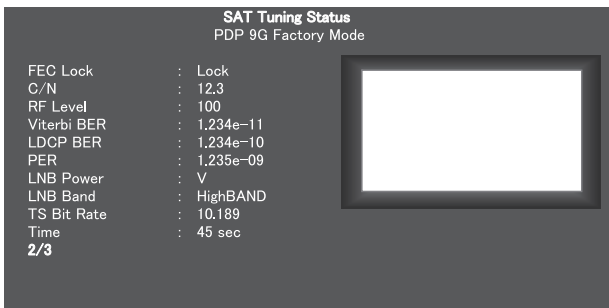 SAT Tuning Status
PDP 9G Factory Mode
FEC Lock : Lock
C/N : 12.3
RF Level : 100
Viterbi BER : 1.234e-11
LDCP BER : 1.234e-10
PER : 1.235e-09
LNB Power : V
LNB Band : HighBAND
TS Bit Rate : 10.189
Time : 45 sec
2/3